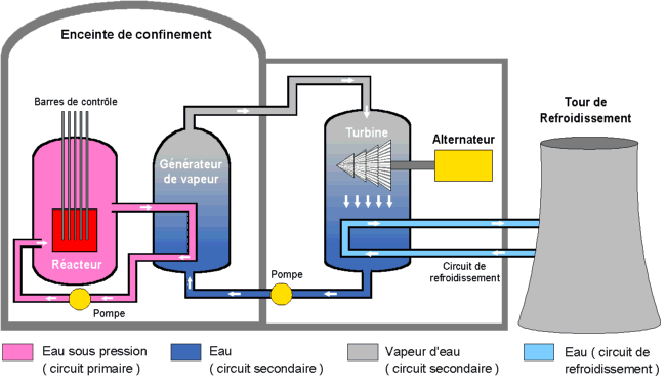 Enceinte de confinement
Barres de contrôle
Réacteur
Pompe
Générateur
de vapeur
Turbine
Alternateur
Pompe
Circuit de
refroidissement
Tour de
Refroidissement
Eau sous pression
( circuit primaire )
Eau
( circuit secondaire )
Vapeur d'eau
( circuit secondaire )
Eau ( circuit de
refroidissement )